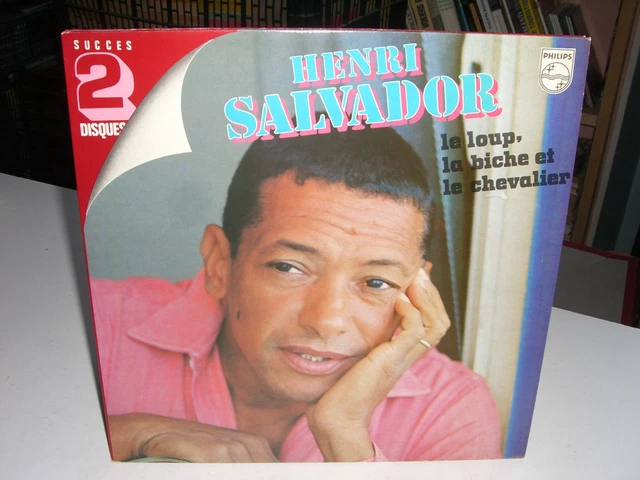 SUCCES
2
DISQUES
HENRI
SALVADOR
PHILIPS
le loup,
la biche et
le chevalier